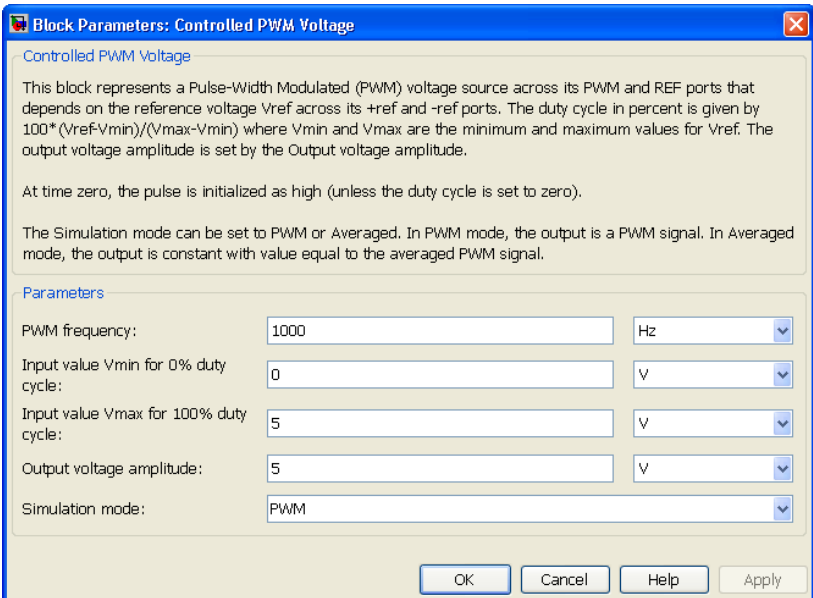 Block Parameters: Controlled PWM Voltage
Controlled PWM Voltage
This block represents a Pulse-Width Modulated (PWM) voltage source across its PWM and REF ports that
depends on the reference voltage Vref across its +ref and -ref ports. The duty cycle in percent is given by
100*(Vref-Vmin)/(Vmax-Vmin) where Vmin and Vmax are the minimum and maximum values for Vref. The
output voltage amplitude is set by the Output voltage amplitude.
At time zero, the pulse is initialized as high (unless the duty cycle is set to zero).
The Simulation mode can be set to PWM or Averaged. In PWM mode, the output is a PWM signal. In Averaged
mode, the output is constant with value equal to the averaged PWM signal.
Parameters
PWM frequency: 1000 Hz
Input value Vmin for 0% duty
cycle: 0 V
Input value Vmax for 100% duty
cycle: 5 V
Output voltage amplitude: 5 V
Simulation mode: PWM
OK Cancel Help Apply